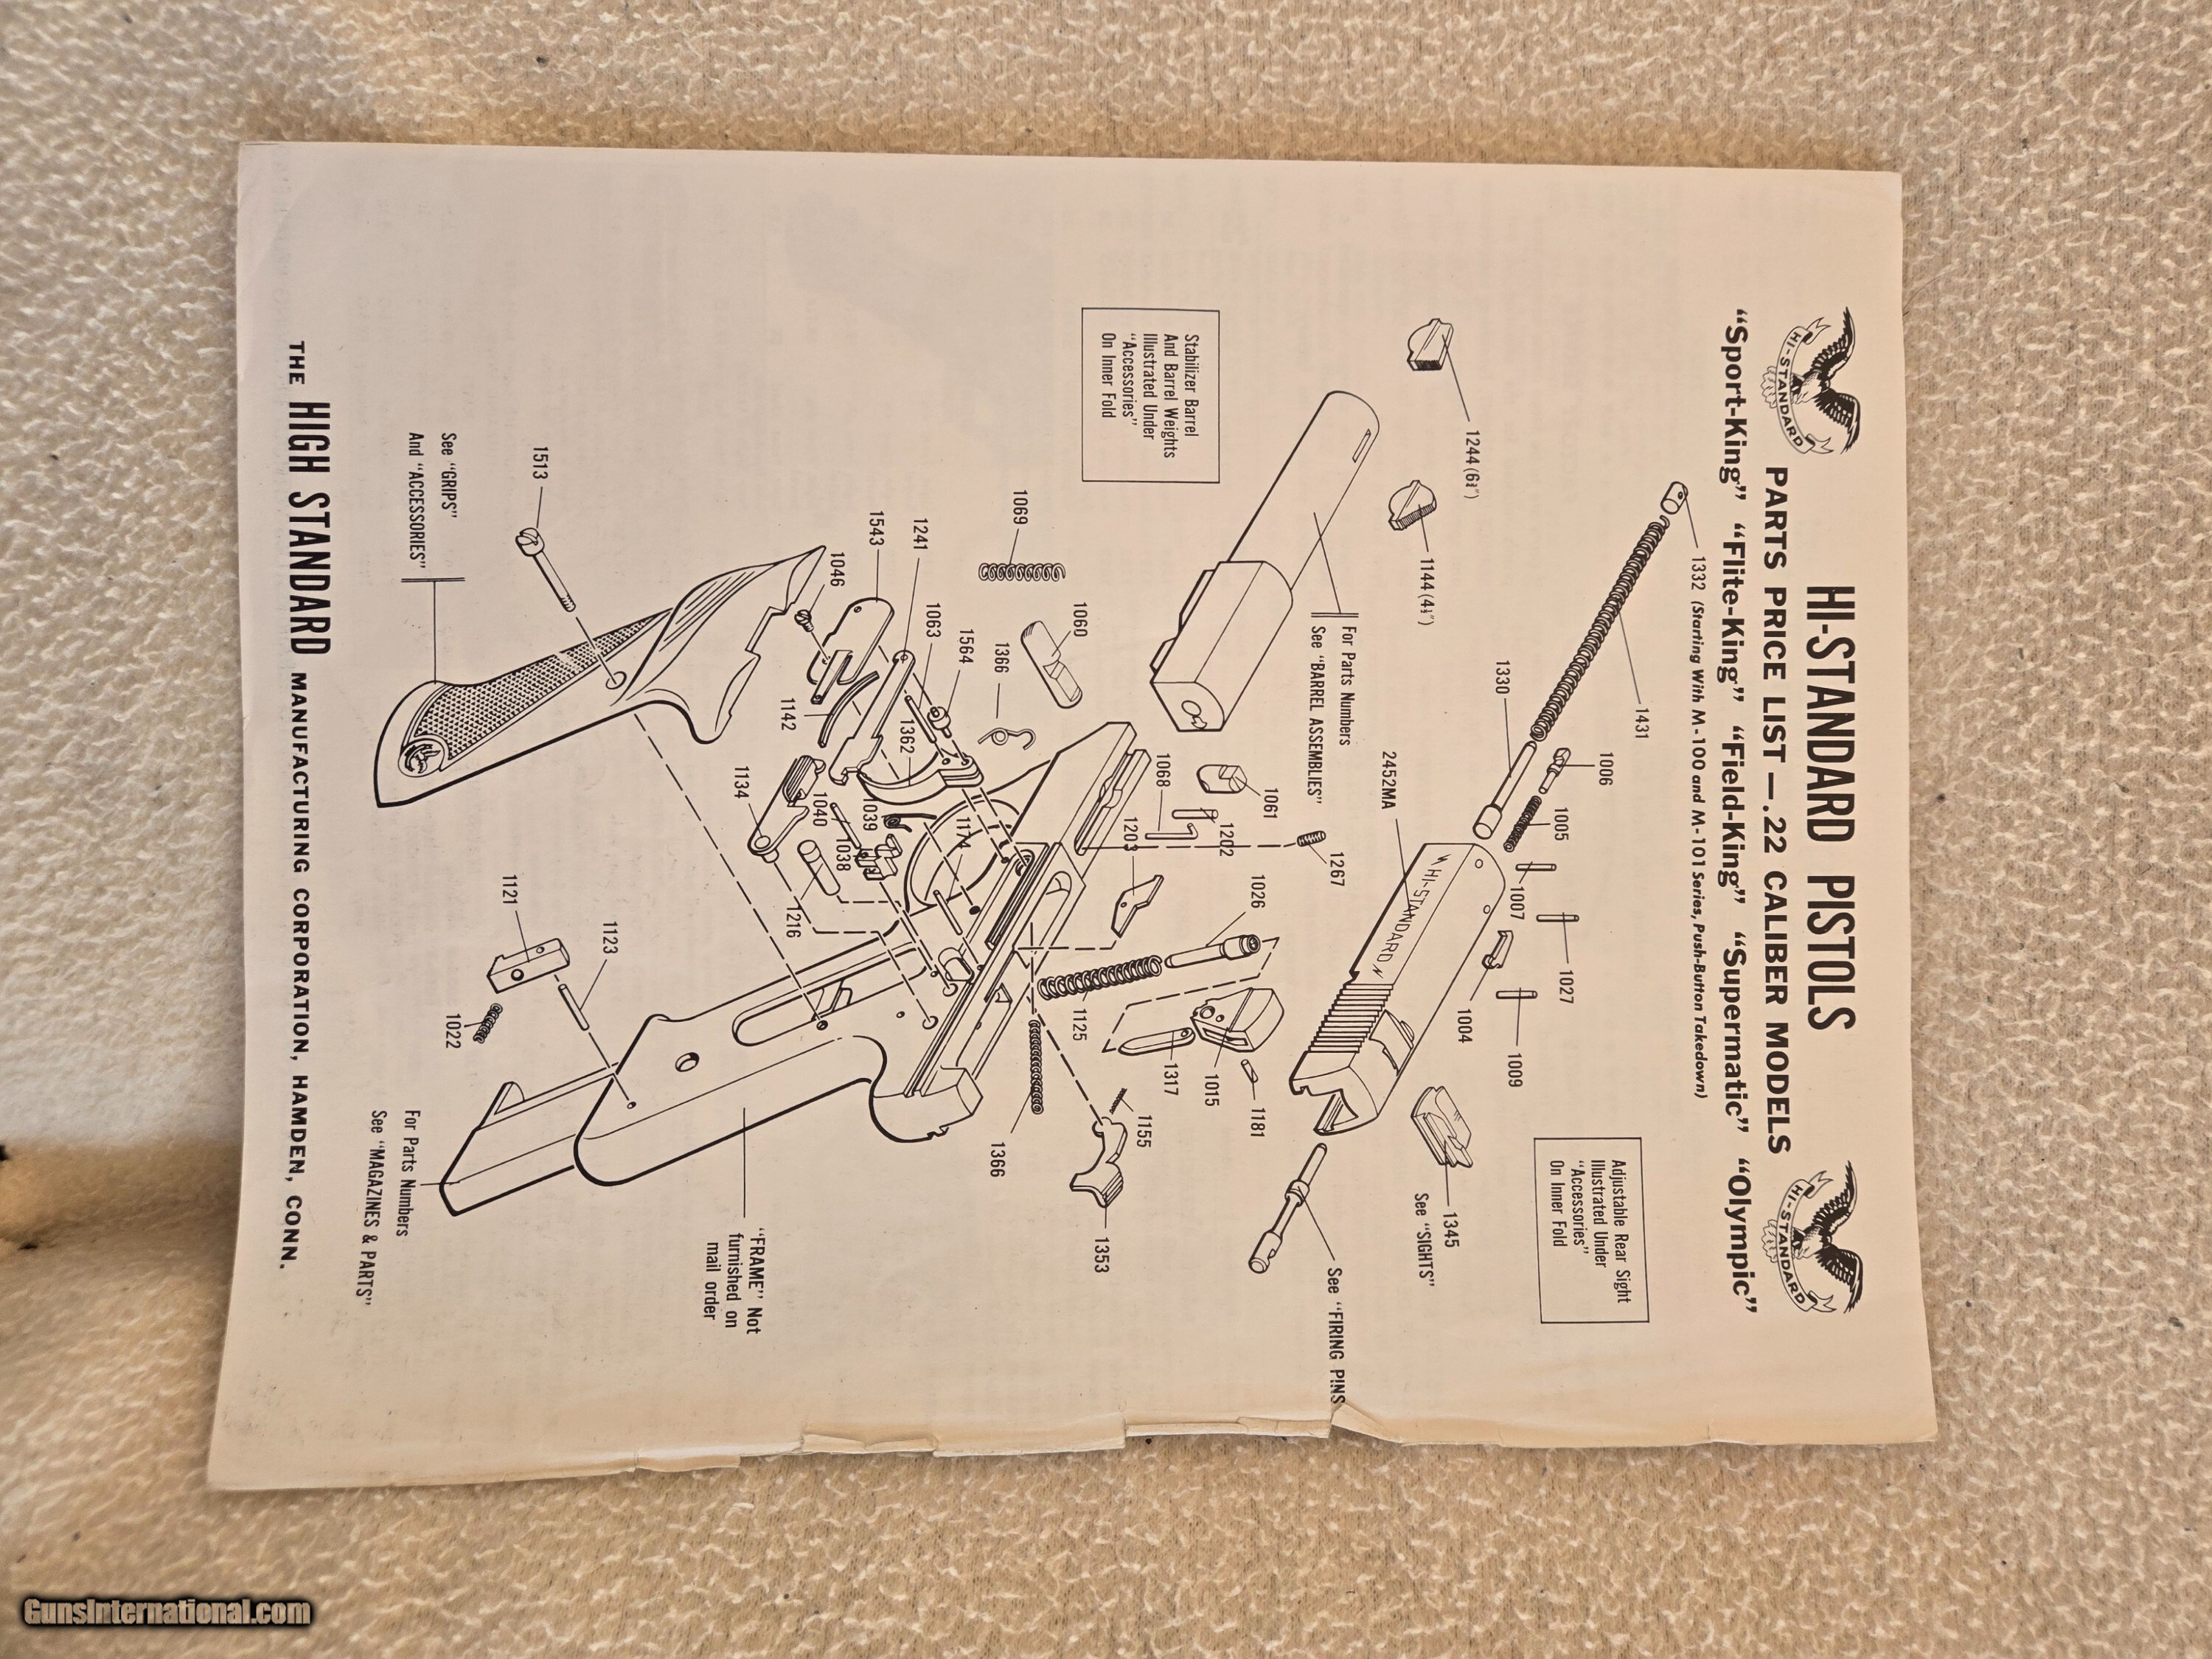 HI-STANDARD PISTOLS
PARTS PRICE LIST — .22 CALIBER MODELS
"Sport-King" "Flite-King" "Field-King" "Supermatic" "Olympic"
(Starting With M-100 and M-101 Series, Push-Button Takedown)
HI-STANDARD
HI-STANDARD
1332
1431
1330
1006
1005
1007
1027
1004
1009
Adjustable Rear Sight
Illustrated Under
"Accessories"
On Inner Fold
1244 (6¾")
1144 (4½")
For Parts Numbers
See "BARREL ASSEMBLIES"
2452MA
HI-STANDARD
1345
See "SIGHTS"
See "FIRING PINS
Stabilizer Barrel
And Barrel Weights
Illustrated Under
"Accessories"
On Inner Fold
1267
1061
1202
1068
1203
1026
1125
1317
1015
1181
1155
1353
1366
1069
1060
1366
1564
1063
1241
1543
1046
1362
1142
1134
1040
1039
1038
1216
1513
See "GRIPS"
And "ACCESSORIES"
1121
1123
1022
"FRAME" Not
furnished on
mail order
For Parts Numbers
See "MAGAZINES & PARTS"
THE HIGH STANDARD MANUFACTURING CORPORATION, HAMDEN, CONN.
GunsInternational.com